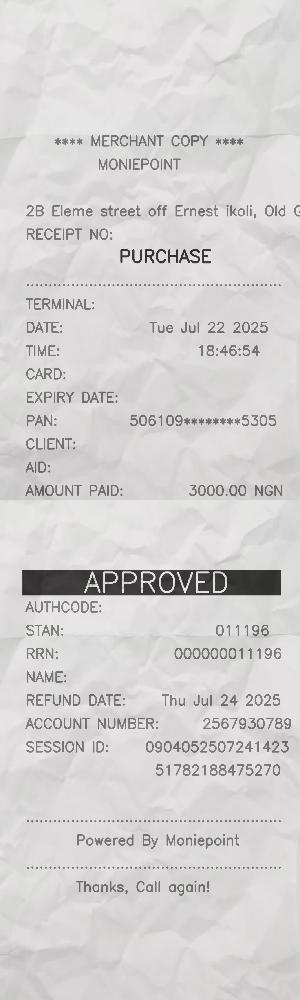 **** MERCHANT COPY ****
MONIEPOINT
2B Eleme street off Ernest ikoli, Old G
RECEIPT NO:
PURCHASE
TERMINAL:
DATE: Tue Jul 22 2025
TIME: 18:46:54
CARD:
EXPIRY DATE:
PAN: 506109********5305
CLIENT:
AID:
AMOUNT PAID: 3000.00 NGN
APPROVED
AUTHCODE:
STAN: 011196
RRN: 000000011196
NAME:
REFUND DATE: Thu Jul 24 2025
ACCOUNT NUMBER: 2567930789
SESSION ID: 0904052507241423
51782188475270
Powered By Moniepoint
Thanks, Call again!